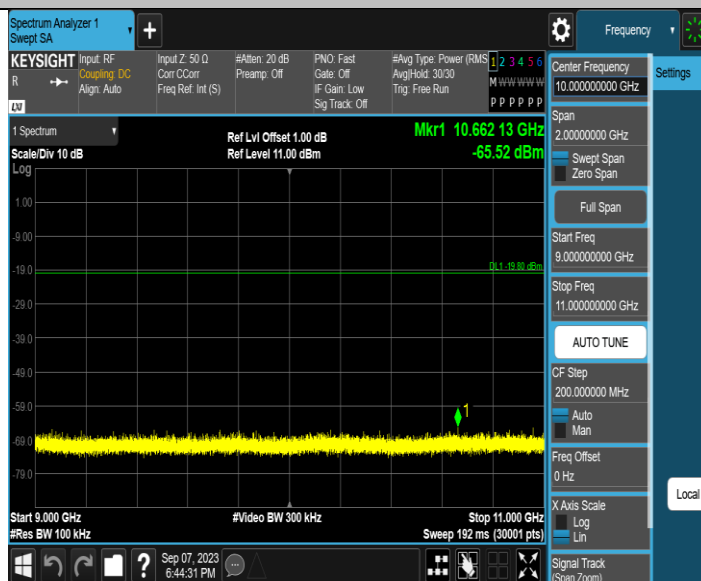 Spectrum Analyzer 1
Swept SA
+
Frequency
KEYSIGHT
R
LXI
Input: RF
Coupling: DC
Align: Auto
Input Z: 50 Ω
Corr CCorr
Freq Ref: Int (S)
#Atten: 20 dB
Preamp: Off
PNO: Fast
Gate: Off
IF Gain: Low
Sig Track: Off
#Avg Type: Power (RMS
Avg|Hold: 30/30
Trig: Free Run
1 2 3 4 5 6
M W W W W W
P P P P P P
1 Spectrum
Scale/Div 10 dB
Ref Lvl Offset 1.00 dB
Ref Level 11.00 dBm
Mkr1 10.662 13 GHz
-65.52 dBm
Log
1.00
-9.00
-19.0
-29.0
-39.0
-49.0
-59.0
-69.0
-79.0
DL1 -19.80 dBm
1
Start 9.000 GHz
#Res BW 100 kHz
#Video BW 300 kHz
Stop 11.000 GHz
Sweep 192 ms (30001 pts)
?
Sep 07, 2023
6:44:31 PM
Center Frequency
10.000000000 GHz
Span
2.00000000 GHz
Swept Span
Zero Span
Full Span
Start Freq
9.000000000 GHz
Stop Freq
11.000000000 GHz
AUTO TUNE
CF Step
200.000000 MHz
Auto
Man
Freq Offset
0 Hz
X Axis Scale
Log
Lin
Signal Track
(Span Zoom)
Settings
Local